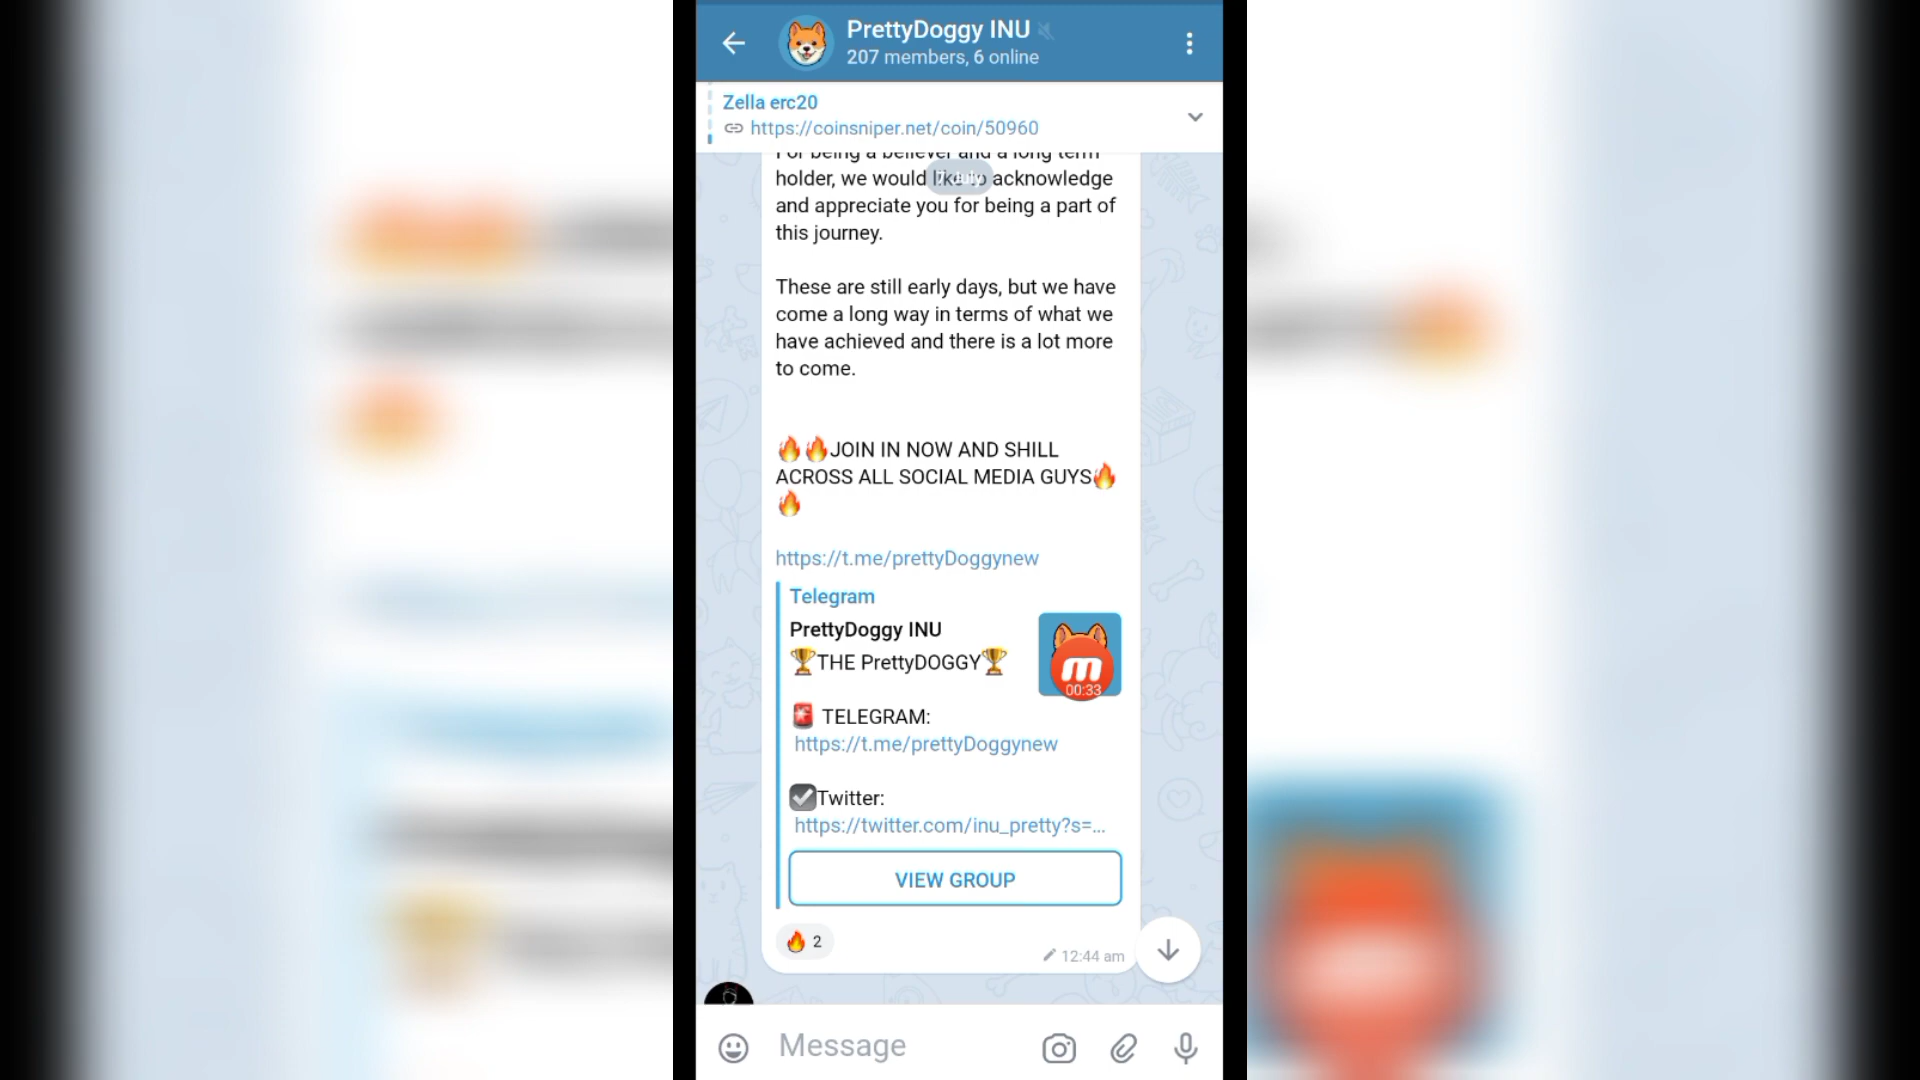 PrettyDoggy INU
207 members, 6 online
Zella erc20
https://coinsniper.net/coin/50960
For being a believer and a long term
holder, we would like to acknowledge
7 July
and appreciate you for being a part of
this journey.
These are still early days, but we have
come a long way in terms of what we
have achieved and there is a lot more
to come.
🔥🔥JOIN IN NOW AND SHILL
ACROSS ALL SOCIAL MEDIA GUYS🔥
🔥
https://t.me/prettyDoggynew
Telegram
PrettyDoggy INU
🏆THE PrettyDOGGY🏆
m
00:33
🚨 TELEGRAM:
https://t.me/prettyDoggynew
☑Twitter:
https://twitter.com/inu_pretty?s=...
VIEW GROUP
🔥 2
12:44 am
Message